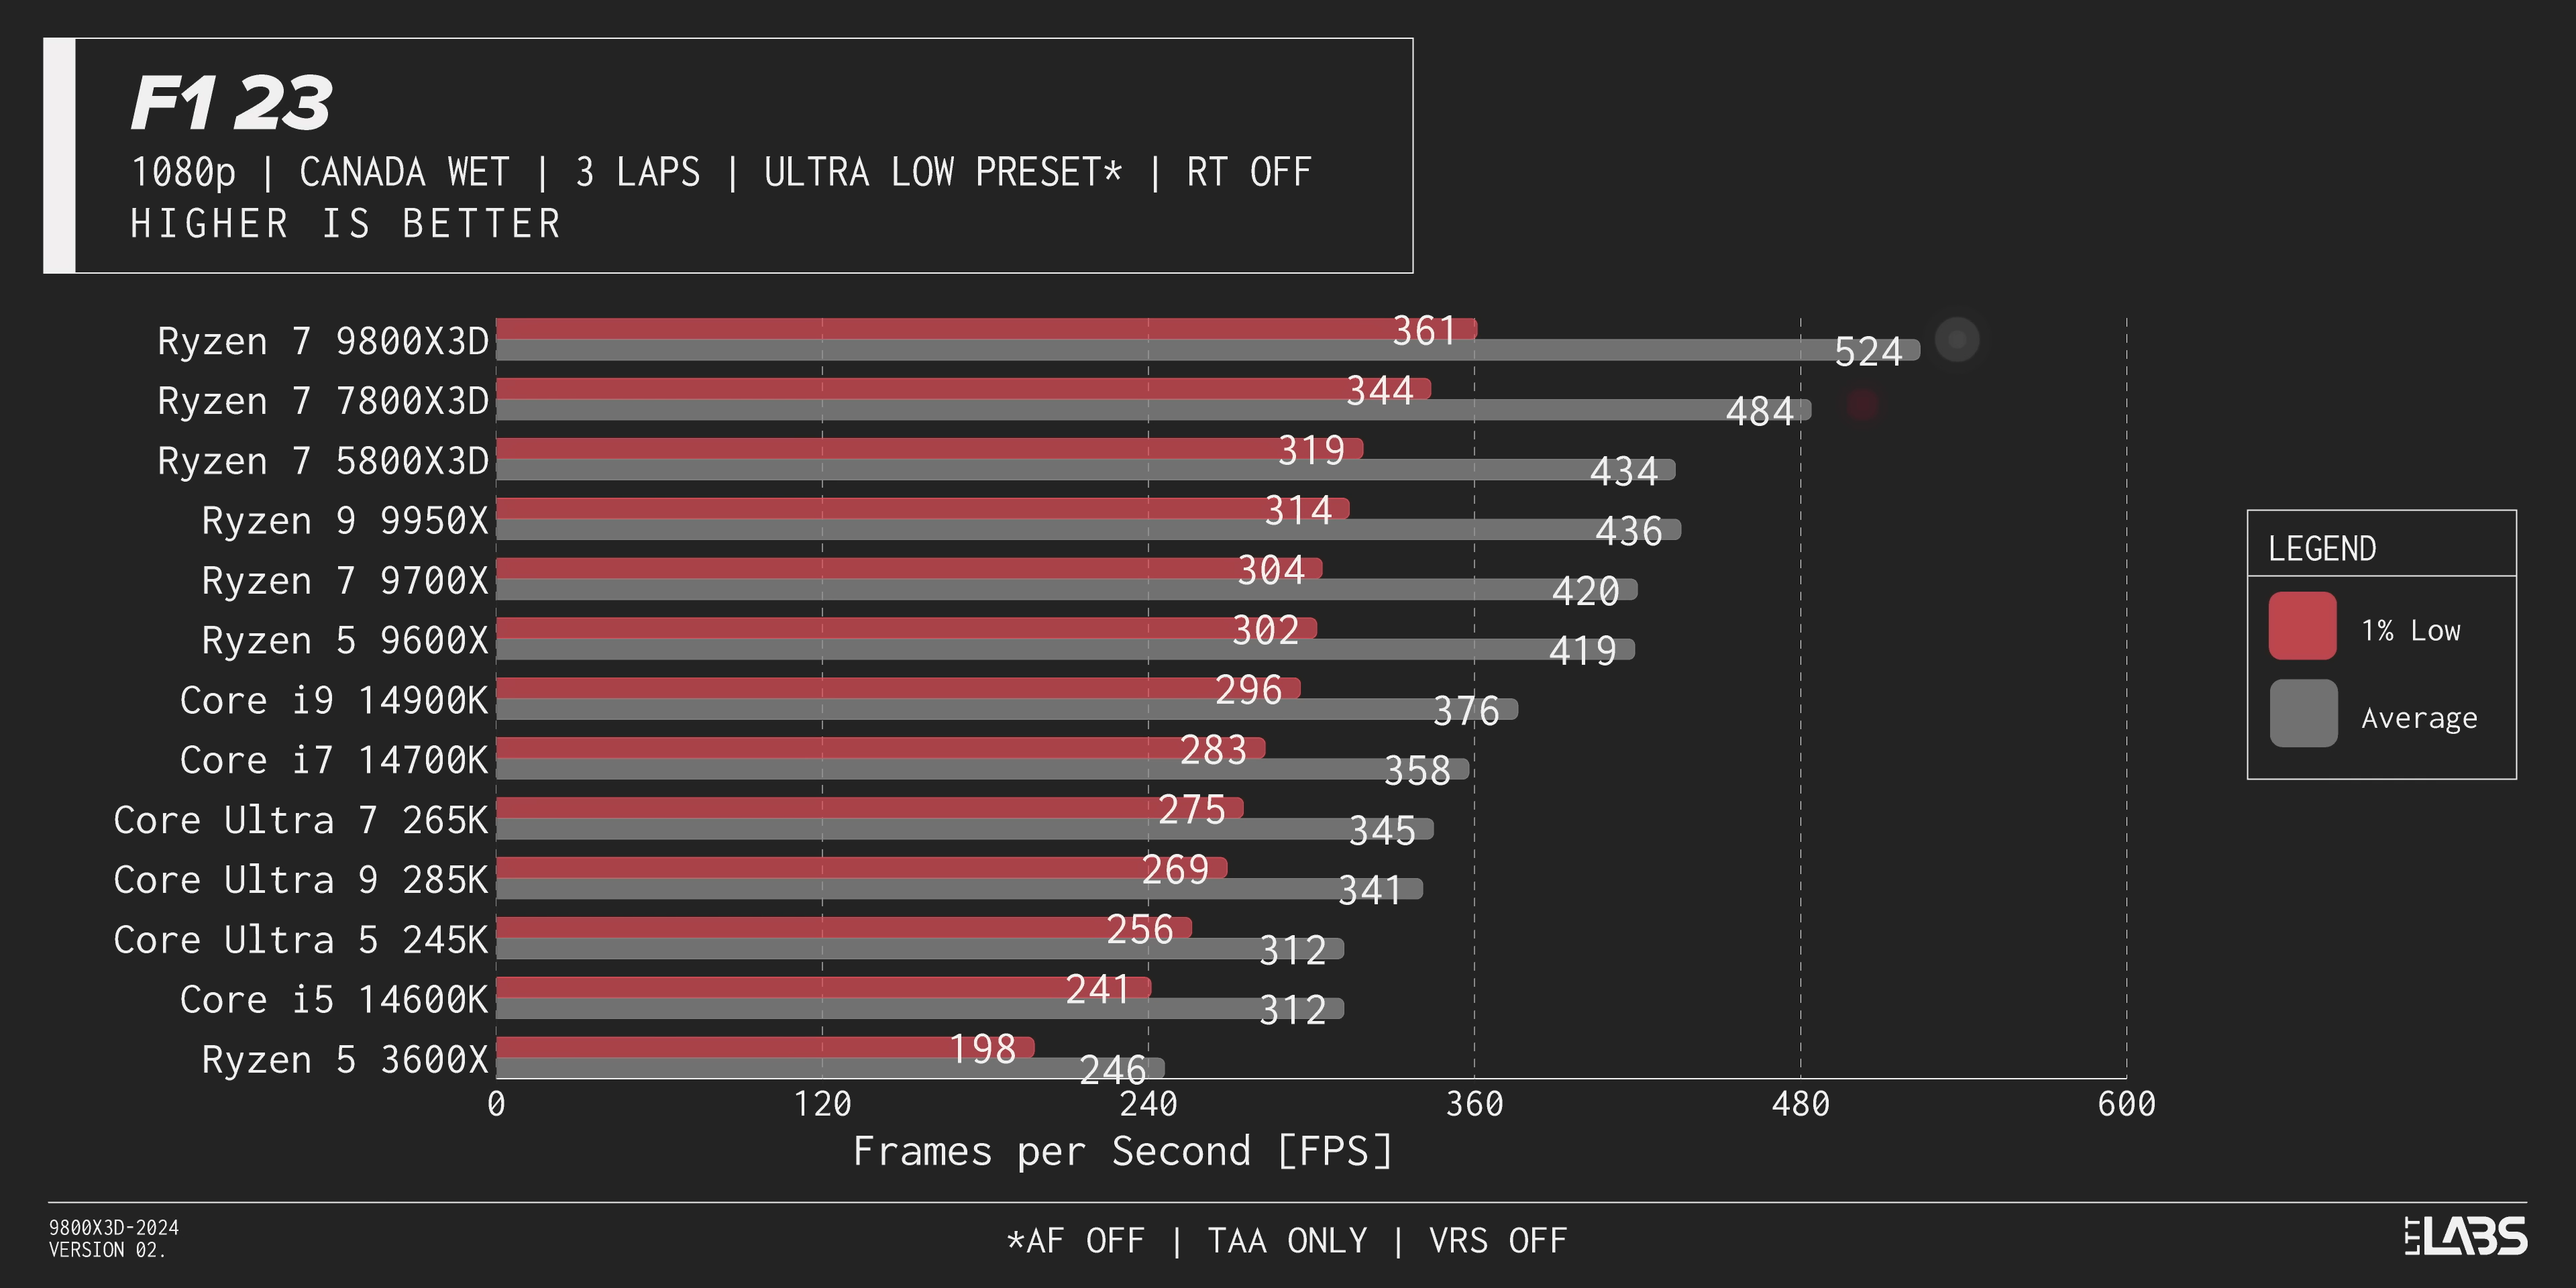 F1 23
1080p | CANADA WET | 3 LAPS | ULTRA LOW PRESET* | RT OFF
HIGHER IS BETTER
Ryzen 7 9800X3D 361 524
Ryzen 7 7800X3D 344 484
Ryzen 7 5800X3D 319 434
Ryzen 9 9950X 314 436
Ryzen 7 9700X 304 420
Ryzen 5 9600X 302 419
Core i9 14900K 296 376
Core i7 14700K 283 358
Core Ultra 7 265K 275 345
Core Ultra 9 285K 269 341
Core Ultra 5 245K 256 312
Core i5 14600K 241 312
Ryzen 5 3600X 198 246
0 120 240 360 480 600
Frames per Second [FPS]
LEGEND
1% Low
Average
9800X3D-2024
VERSION 02.
*AF OFF | TAA ONLY | VRS OFF
LTT LABS